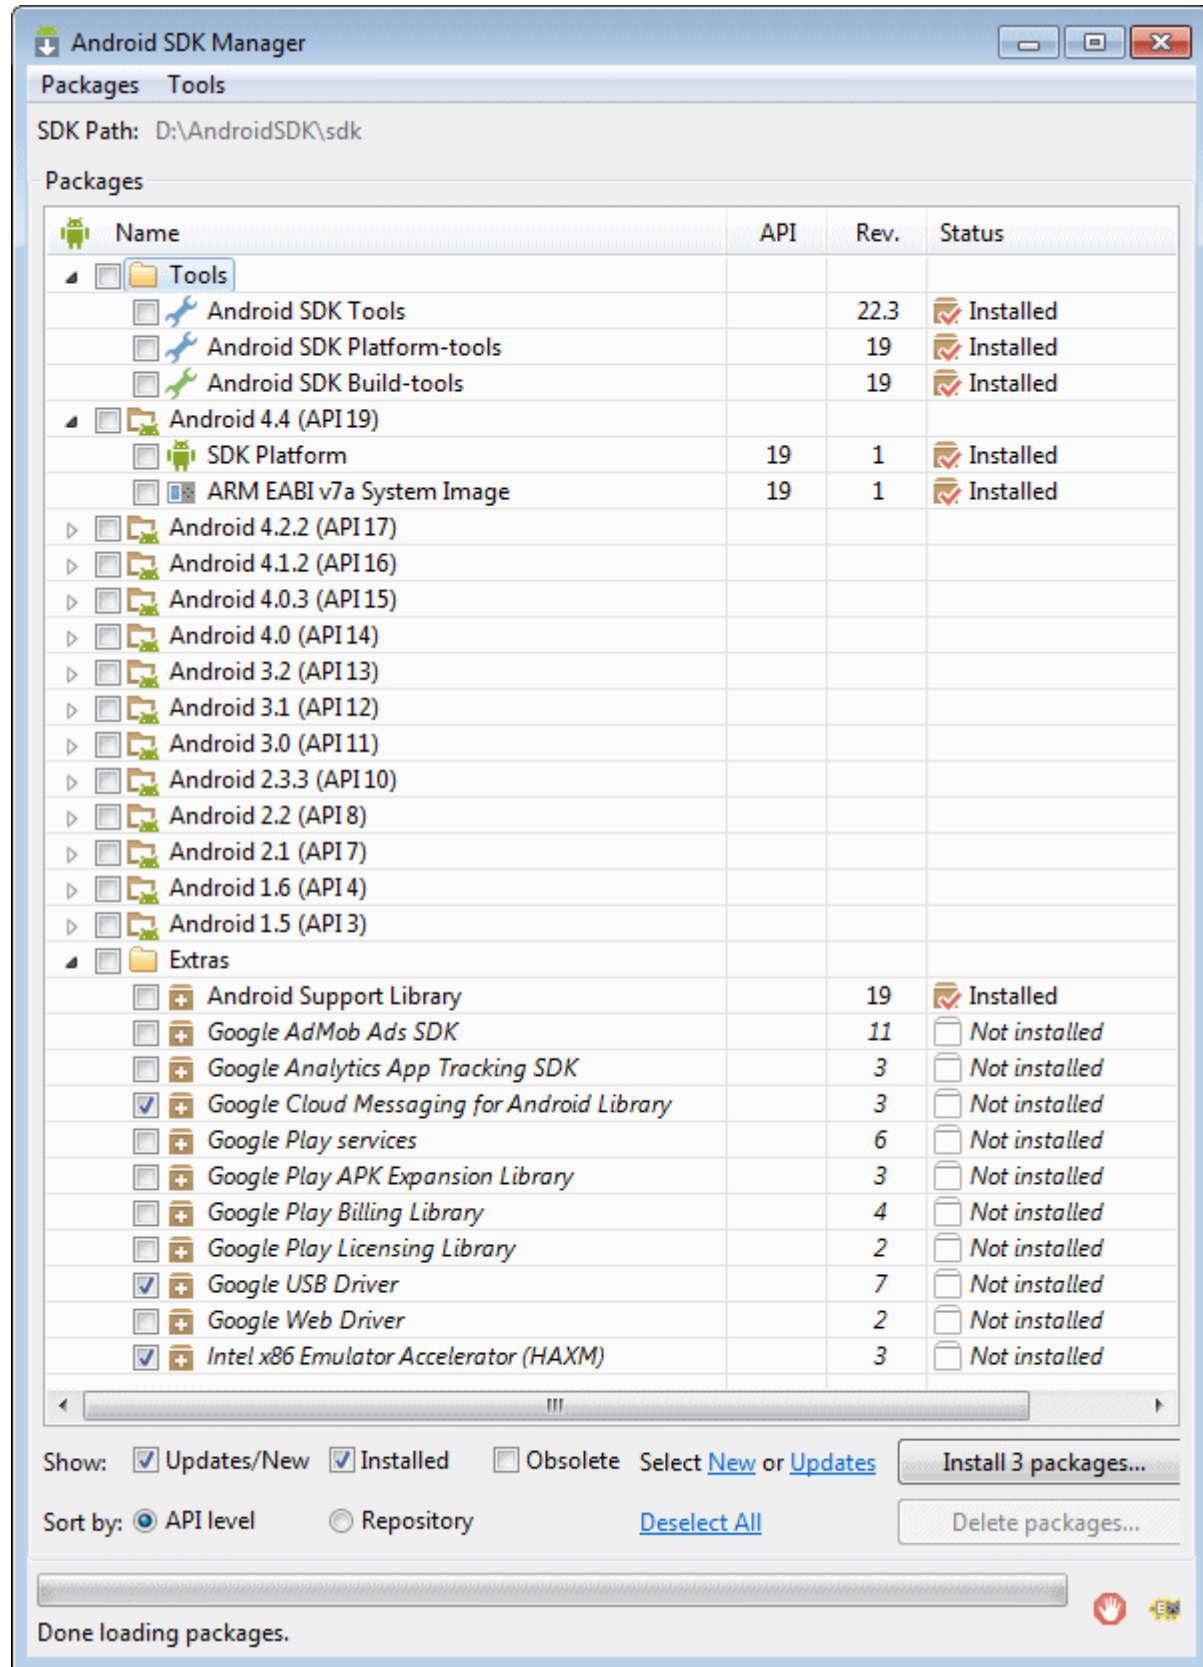 Android SDK Manager
Packages Tools
SDK Path: D:\AndroidSDK\sdk
Packages
Name API Rev. Status
Tools
Android SDK Tools 22.3 Installed
Android SDK Platform-tools 19 Installed
Android SDK Build-tools 19 Installed
Android 4.4 (API 19)
SDK Platform 19 1 Installed
ARM EABI v7a System Image 19 1 Installed
Android 4.2.2 (API 17)
Android 4.1.2 (API 16)
Android 4.0.3 (API 15)
Android 4.0 (API 14)
Android 3.2 (API 13)
Android 3.1 (API 12)
Android 3.0 (API 11)
Android 2.3.3 (API 10)
Android 2.2 (API 8)
Android 2.1 (API 7)
Android 1.6 (API 4)
Android 1.5 (API 3)
Extras
Android Support Library 19 Installed
Google AdMob Ads SDK 11 Not installed
Google Analytics App Tracking SDK 3 Not installed
Google Cloud Messaging for Android Library 3 Not installed
Google Play services 6 Not installed
Google Play APK Expansion Library 3 Not installed
Google Play Billing Library 4 Not installed
Google Play Licensing Library 2 Not installed
Google USB Driver 7 Not installed
Google Web Driver 2 Not installed
Intel x86 Emulator Accelerator (HAXM) 3 Not installed
Show: Updates/New Installed Obsolete Select New or Updates Install 3 packages...
Sort by: API level Repository Deselect All Delete packages...
Done loading packages.